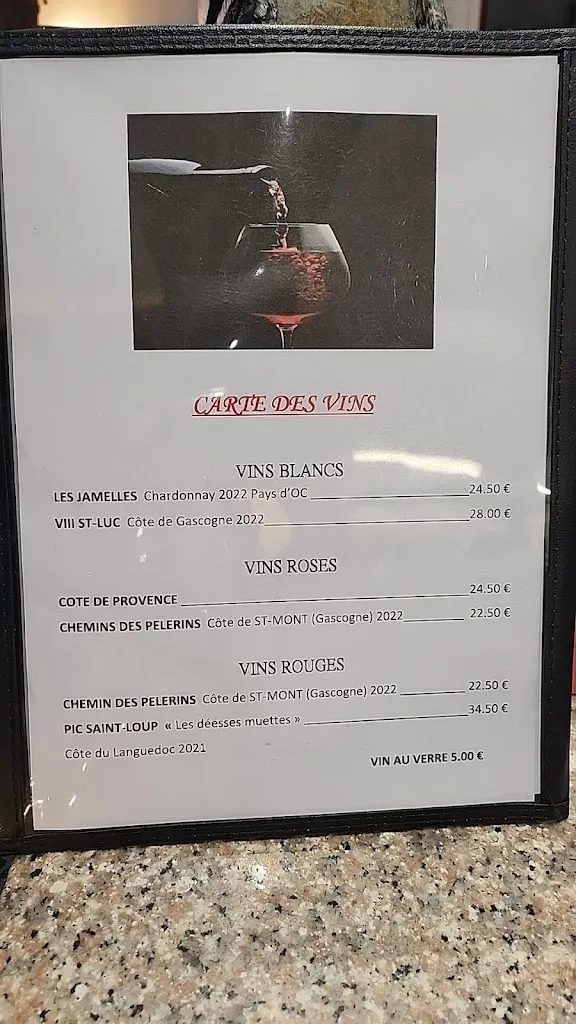 CARTE DES VINS
VINS BLANCS
LES JAMELLES Chardonnay 2022 Pays d'OC 24.50 €
VIII ST-LUC Côte de Gascogne 2022 28.00 €
VINS ROSES
COTE DE PROVENCE 24.50 €
CHEMINS DES PELERINS Côte de ST-MONT (Gascogne) 2022 22.50 €
VINS ROUGES
CHEMIN DES PELERINS Côte de ST-MONT (Gascogne) 2022 22.50 €
PIC SAINT-LOUP « Les déesses muettes » 34.50 €
Côte du Languedoc 2021
VIN AU VERRE 5.00 €